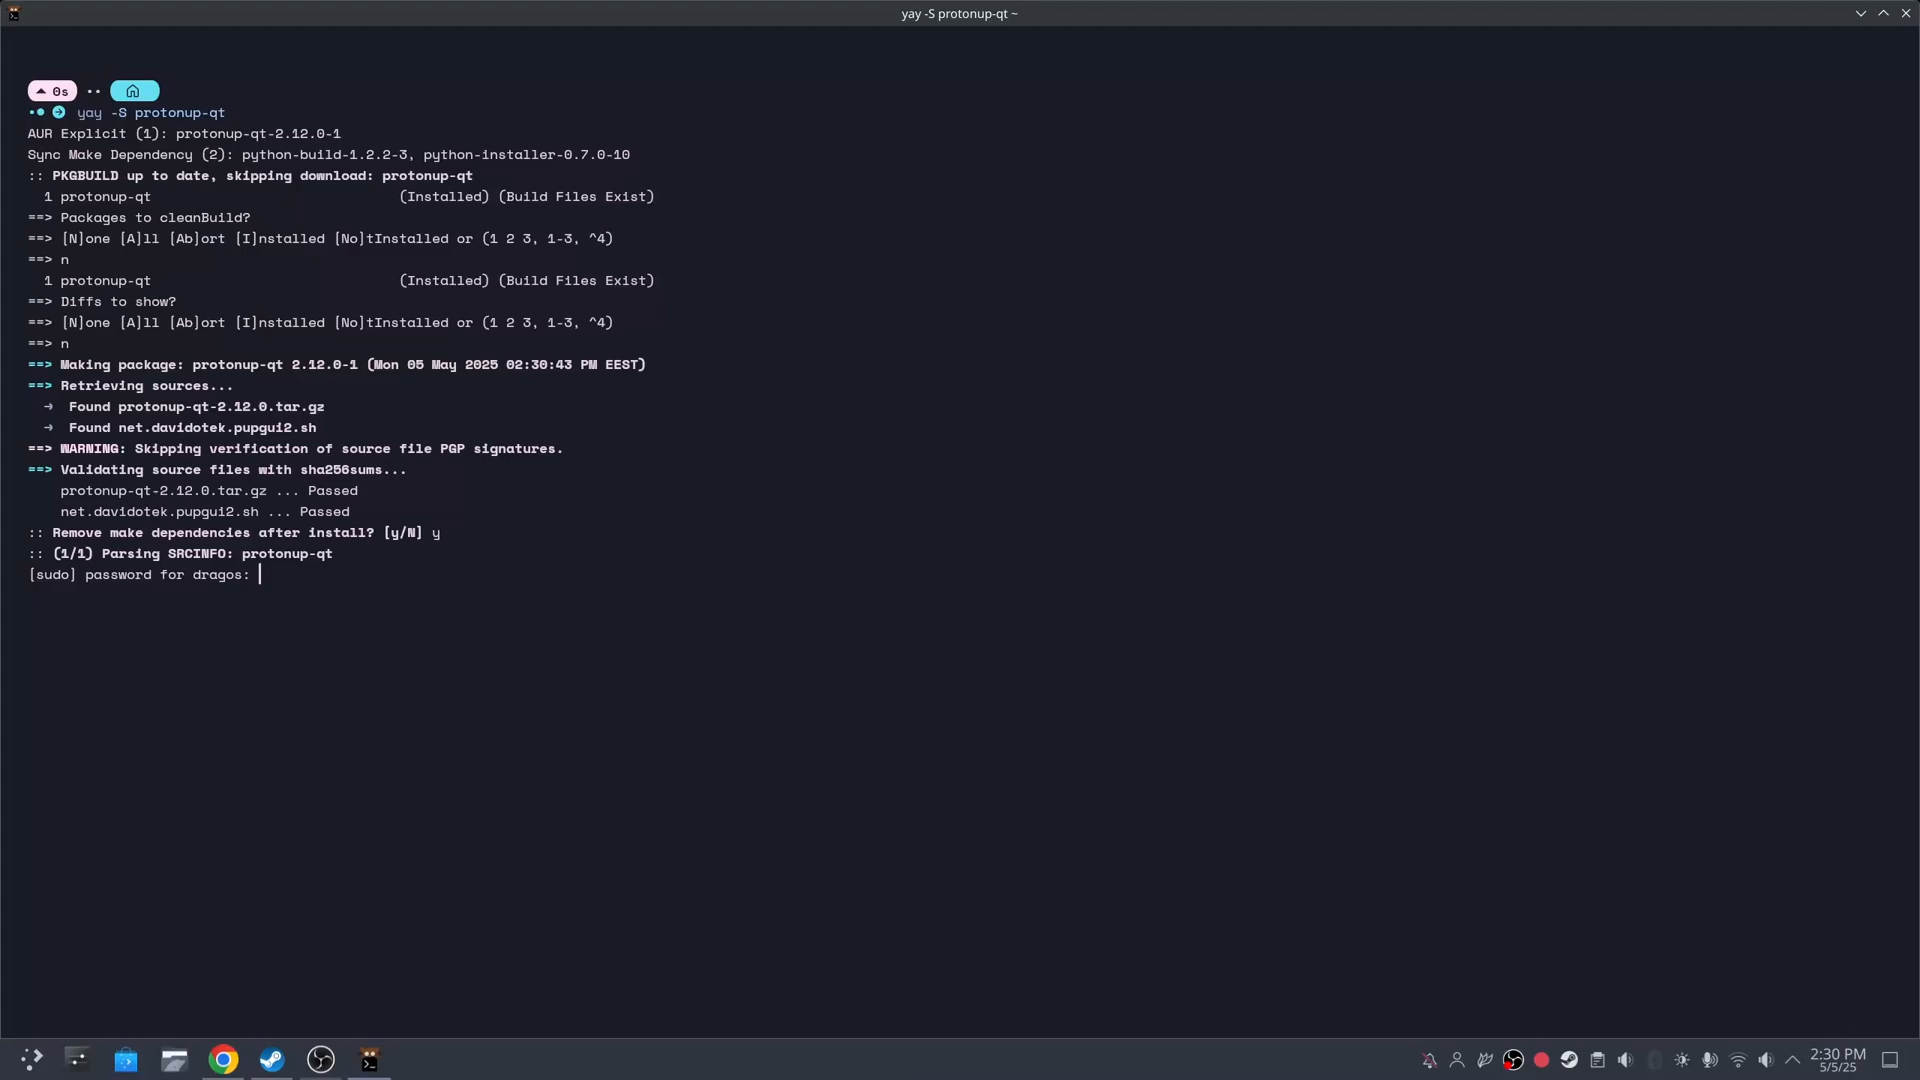 yay -S protonup-qt ~
0s
yay -S protonup-qt
AUR Explicit (1): protonup-qt-2.12.0-1
Sync Make Dependency (2): python-build-1.2.2-3, python-installer-0.7.0-10
:: PKGBUILD up to date, skipping download: protonup-qt
1 protonup-qt (Installed) (Build Files Exist)
==> Packages to cleanBuild?
==> [N]one [A]ll [Ab]ort [I]nstalled [No]tInstalled or (1 2 3, 1-3, ^4)
==> n
1 protonup-qt (Installed) (Build Files Exist)
==> Diffs to show?
==> [N]one [A]ll [Ab]ort [I]nstalled [No]tInstalled or (1 2 3, 1-3, ^4)
==> n
==> Making package: protonup-qt 2.12.0-1 (Mon 05 May 2025 02:30:43 PM EEST)
==> Retrieving sources...
→ Found protonup-qt-2.12.0.tar.gz
→ Found net.davidotek.pupgui2.sh
==> WARNING: Skipping verification of source file PGP signatures.
==> Validating source files with sha256sums...
protonup-qt-2.12.0.tar.gz ... Passed
net.davidotek.pupgui2.sh ... Passed
:: Remove make dependencies after install? [y/N] y
:: (1/1) Parsing SRCINFO: protonup-qt
[sudo] password for dragos:
2:30 PM
5/5/25